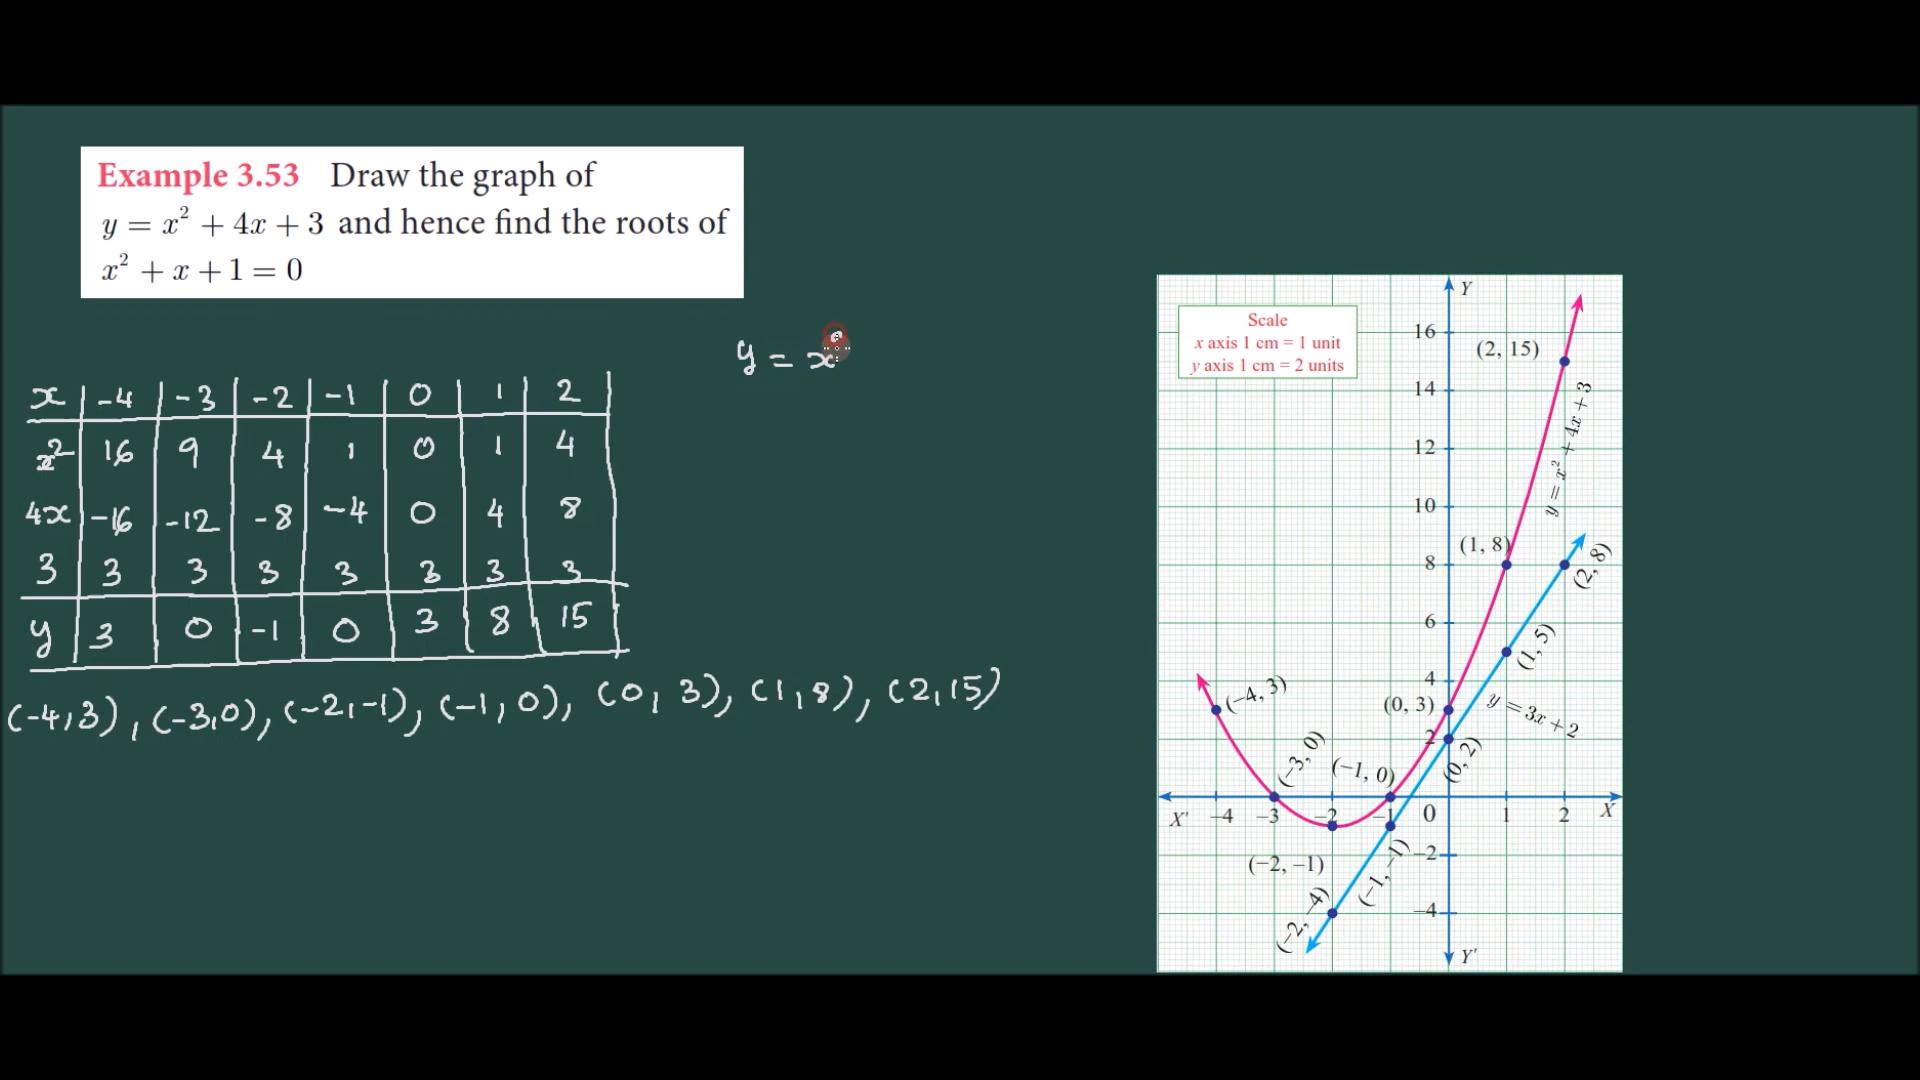 Example 3.53 Draw the graph of
y = x² + 4x + 3 and hence find the roots of
x² + x + 1 = 0
y = x
x -4 -3 -2 -1 0 1 2
x² 16 9 4 1 0 1 4
4x -16 -12 -8 -4 0 4 8
3 3 3 3 3 3 3 3
y 3 0 -1 0 3 8 15
(-4,3), (-3,0), (-2,-1), (-1,0), (0,3), (1,8), (2,15)
Scale
x axis 1 cm = 1 unit
y axis 1 cm = 2 units
Y
16
(2, 15)
14
y = x² + 4x + 3
12
10
(1, 8)
8
(2, 8)
6
(1, 5)
4
(−4, 3)
(0, 3)
y = 3x + 2
2
(0, 2)
(−3, 0)
(−1, 0)
X' −4 −3 −2 −1 0 1 2 X
−2
(−2, −1)
(−1, −1)
−4
(−2, −4)
Y'